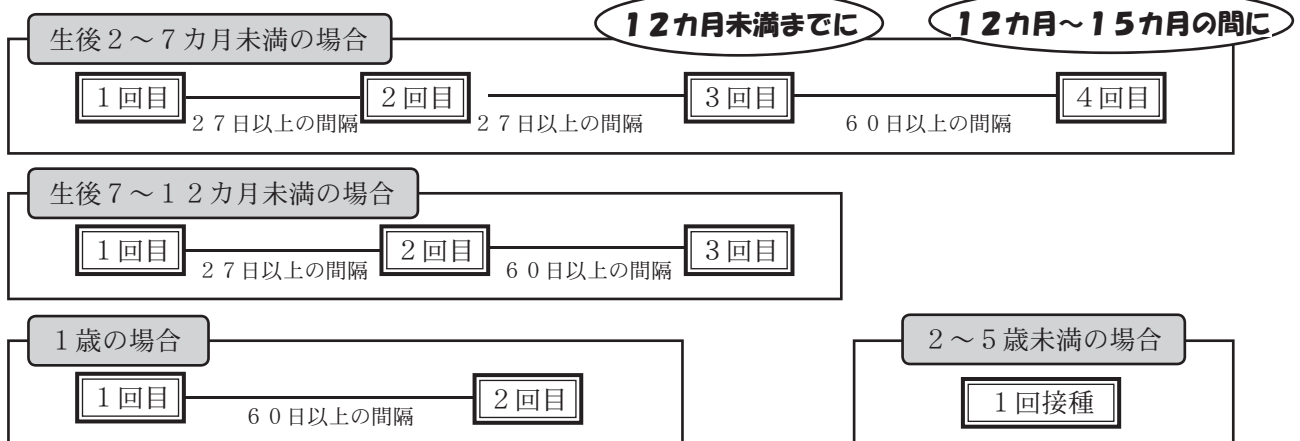 12カ月未満までに
12カ月~15カ月の間に
生後2~7カ月未満の場合
1回目 2回目 3回目 4回目
27日以上の間隔 27日以上の間隔 60日以上の間隔
生後7~12カ月未満の場合
1回目 2回目 3回目
27日以上の間隔 60日以上の間隔
1歳の場合
1回目 2回目
60日以上の間隔
2~5歳未満の場合
1回接種